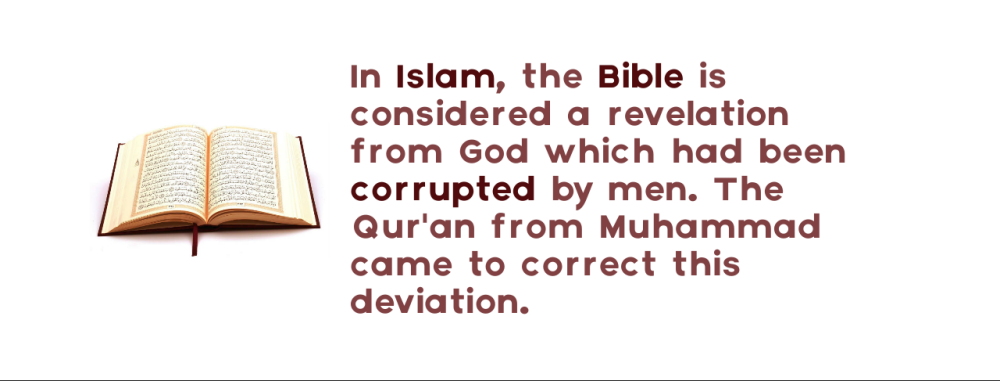 In Islam, the Bible is
considered a revelation
from God which had been
corrupted by men. The
Qur'an from Muhammad
came to correct this
deviation.